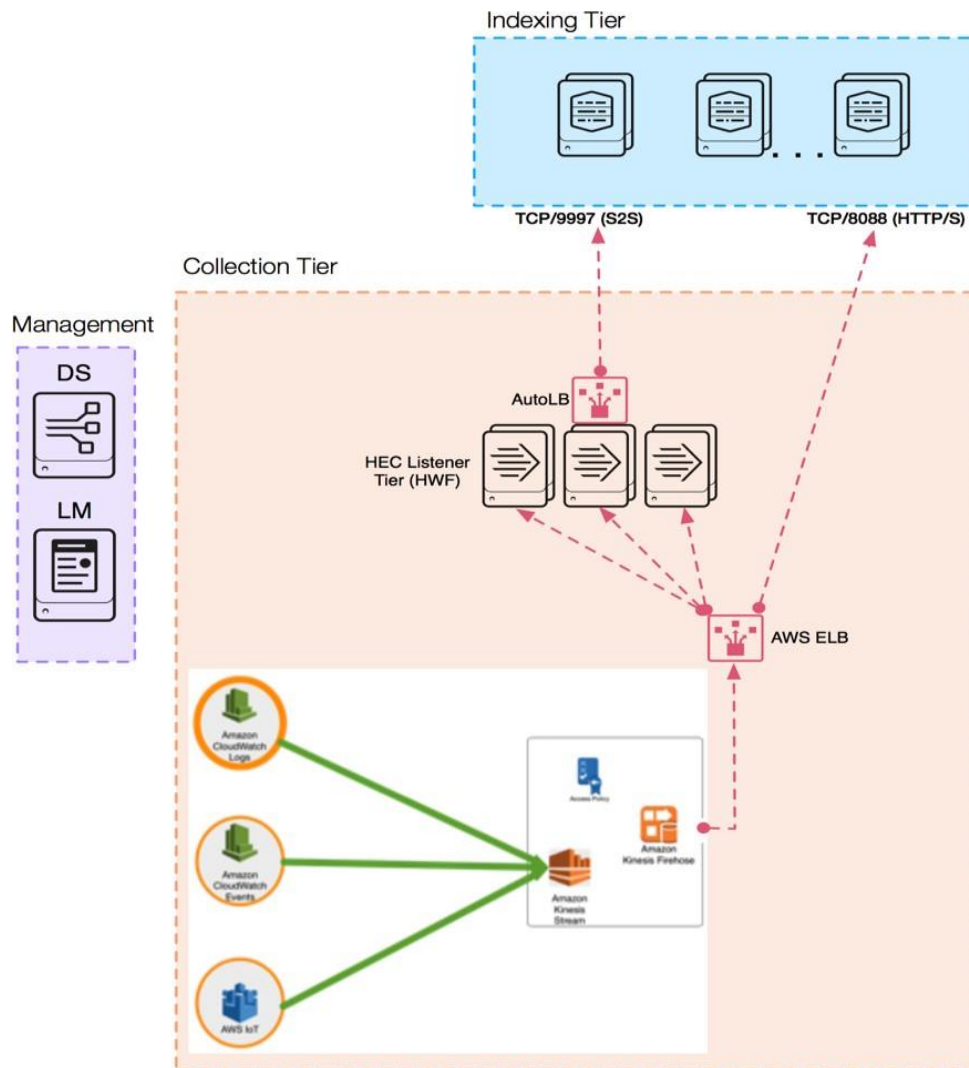 Indexing Tier
. . .
TCP/9997 (S2S)
TCP/8088 (HTTP/S)
Collection Tier
Management
DS
LM
AutoLB
HEC Listener
Tier (HWF)
AWS ELB
Amazon
CloudWatch
Logs
Access Policy
Amazon
Kinesis Firehose
Amazon
CloudWatch
Events
Amazon
Kinesis
Stream
AWS IoT